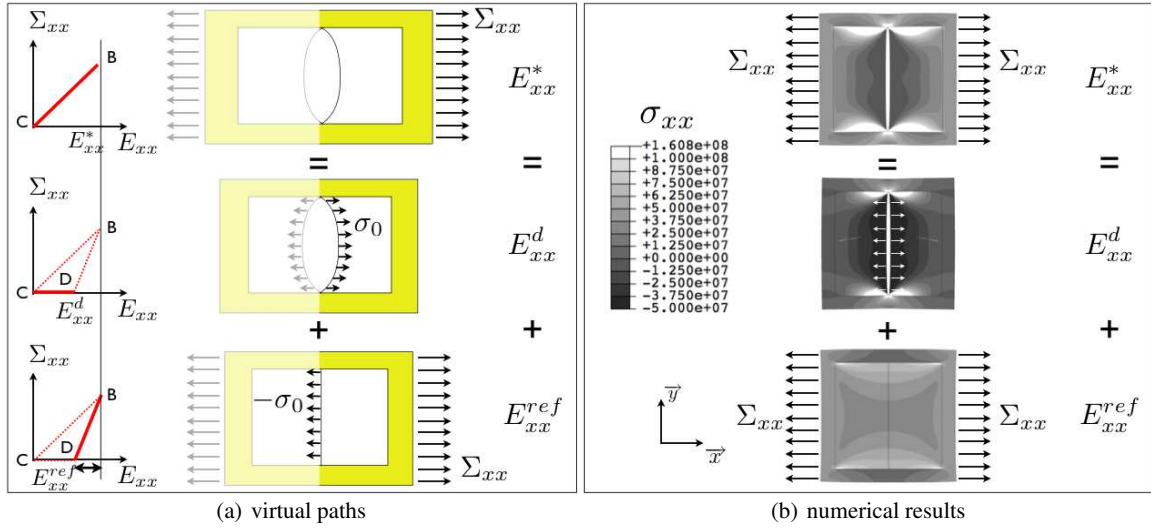 Σxx
B
C
E*xx
Exx
Σxx
E*xx
=
=
Σxx
B
C
D
Edxx
Exx
σ0
Edxx
+
+
Σxx
B
C
D
Erefxx
Exx
−σ0
Σxx
Erefxx
(a) virtual paths
Σxx
Σxx
E*xx
σxx
+1.608e+08
+1.000e+08
+8.750e+07
+7.500e+07
+6.250e+07
+5.000e+07
+3.750e+07
+2.500e+07
+1.250e+07
+0.000e+00
-1.250e+07
-2.500e+07
-3.750e+07
-5.000e+07
=
=
Edxx
+
+
y
x
Σxx
Σxx
Erefxx
(b) numerical results